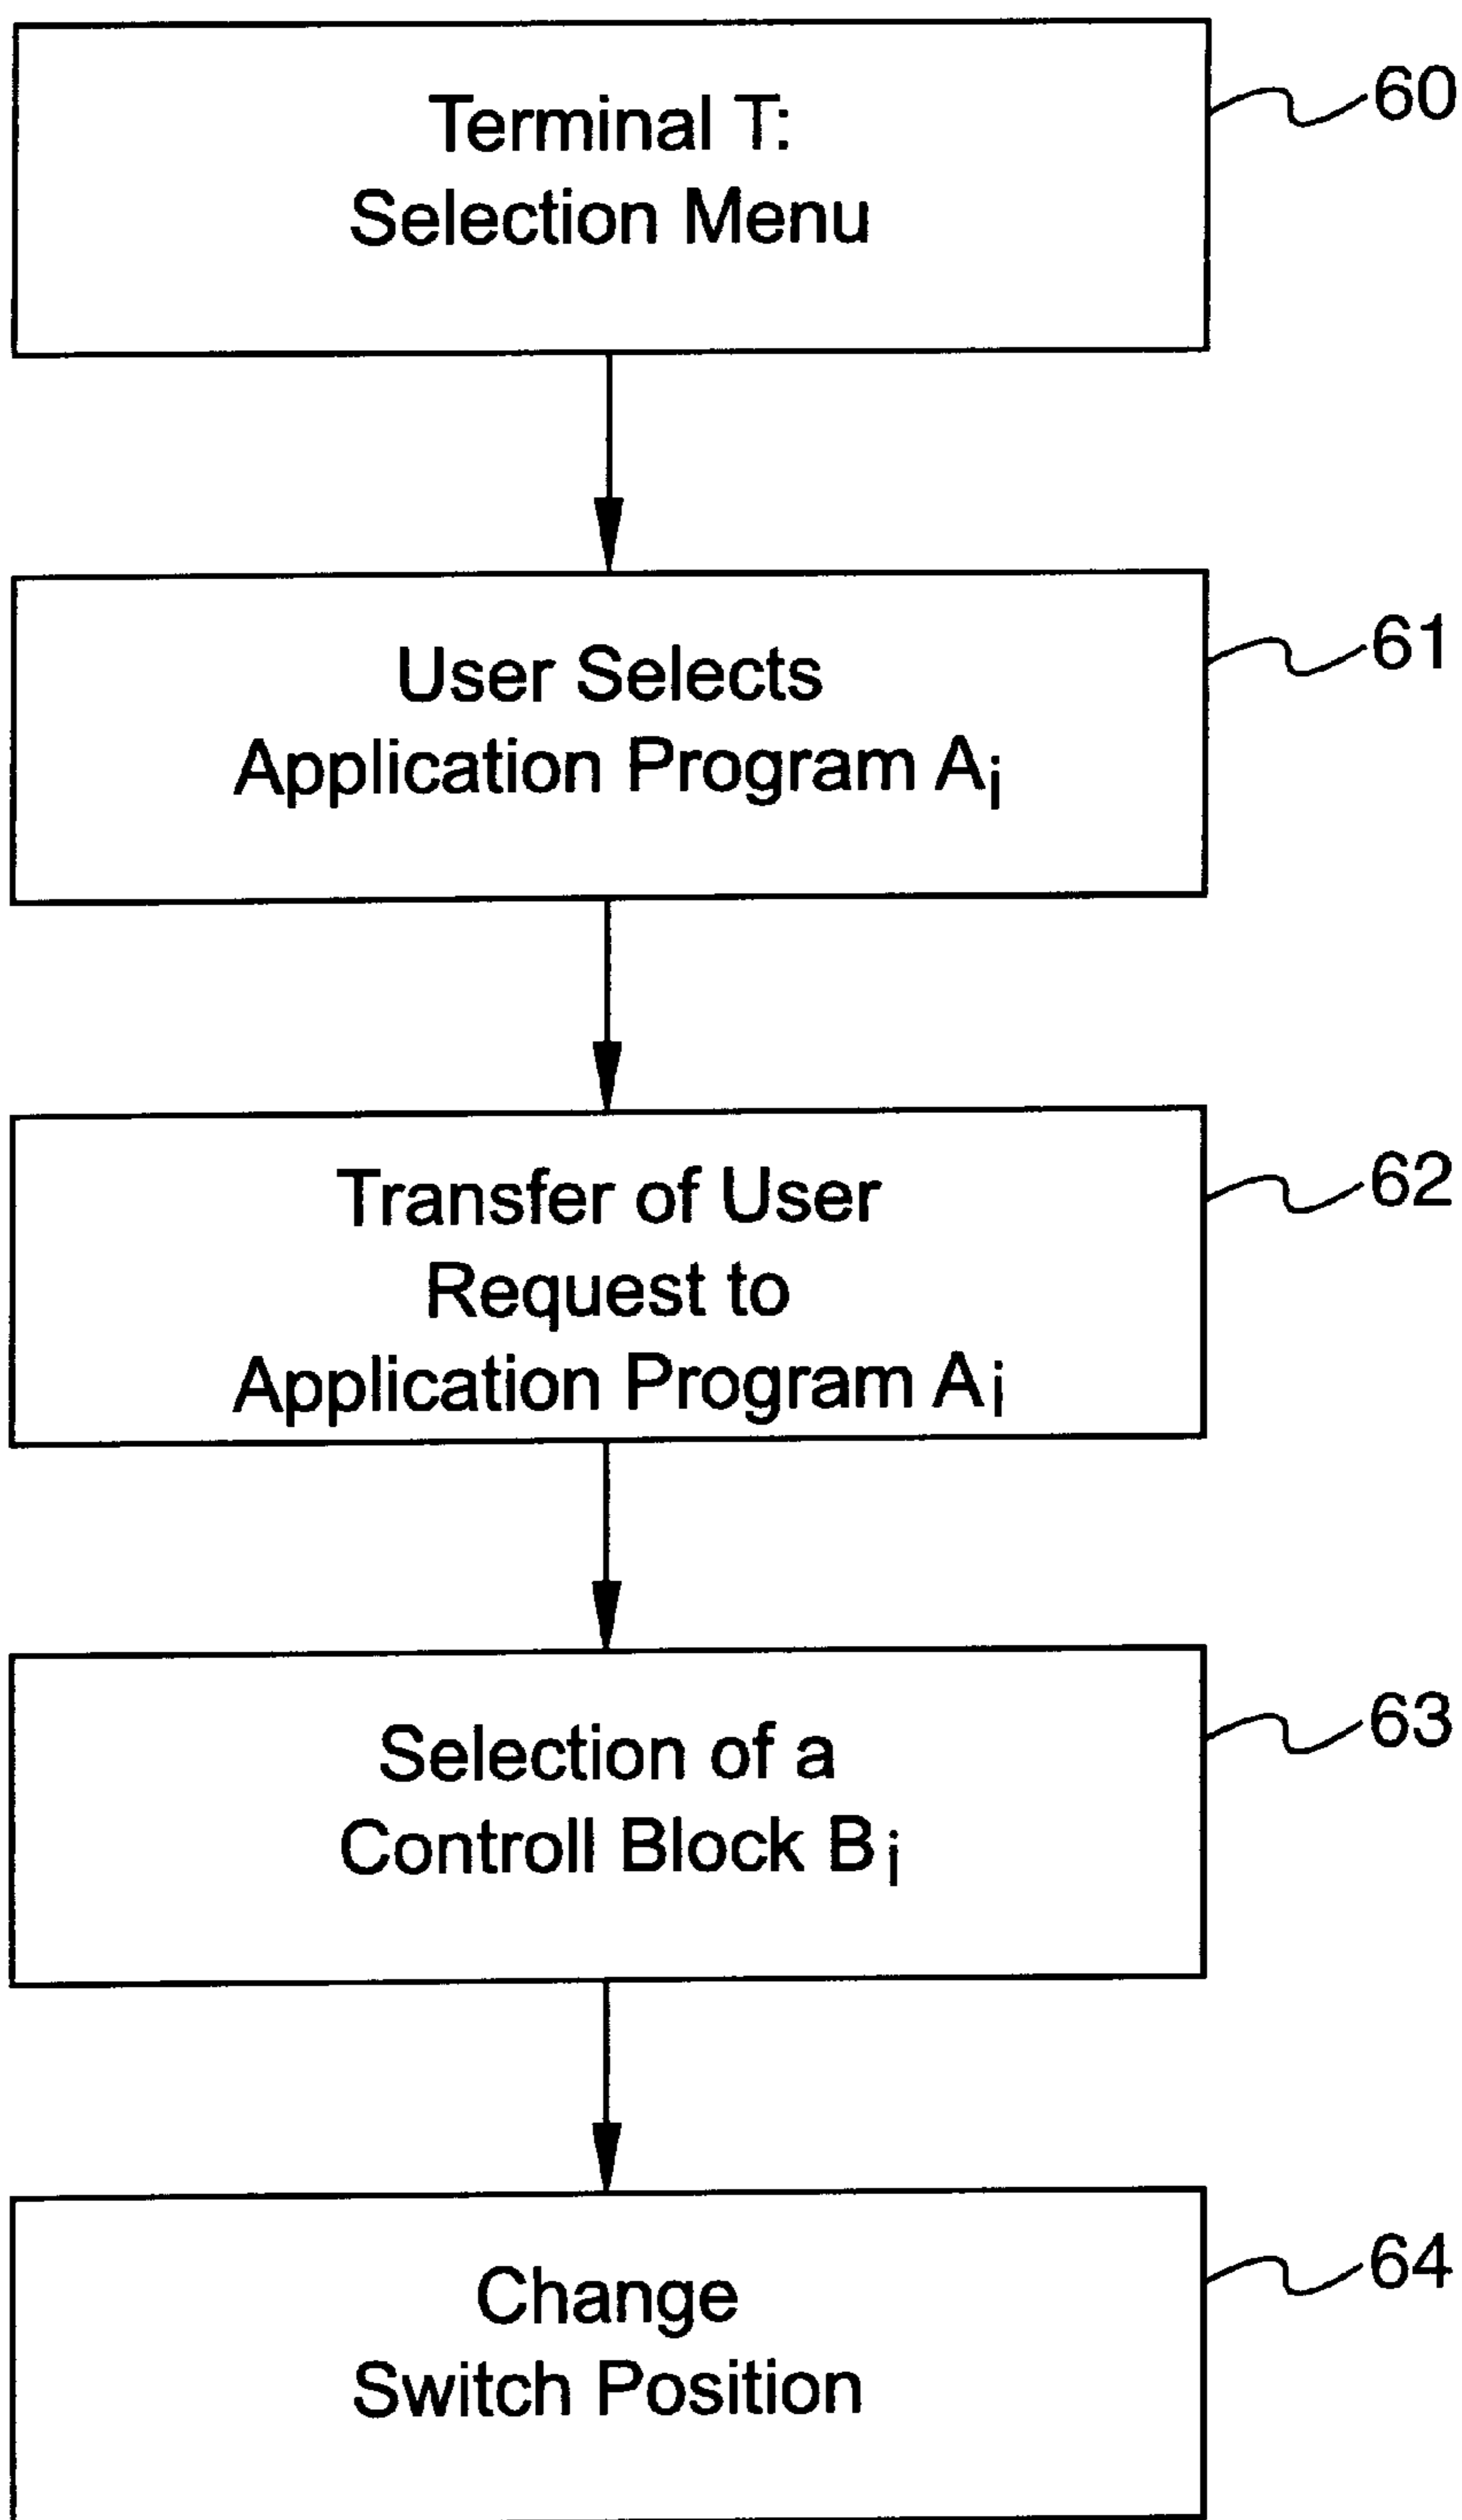 Terminal T:
Selection Menu
60
User Selects
Application Program Ai
61
Transfer of User
Request to
Application Program Ai
62
Selection of a
Controll Block Bi
63
Change
Switch Position
64